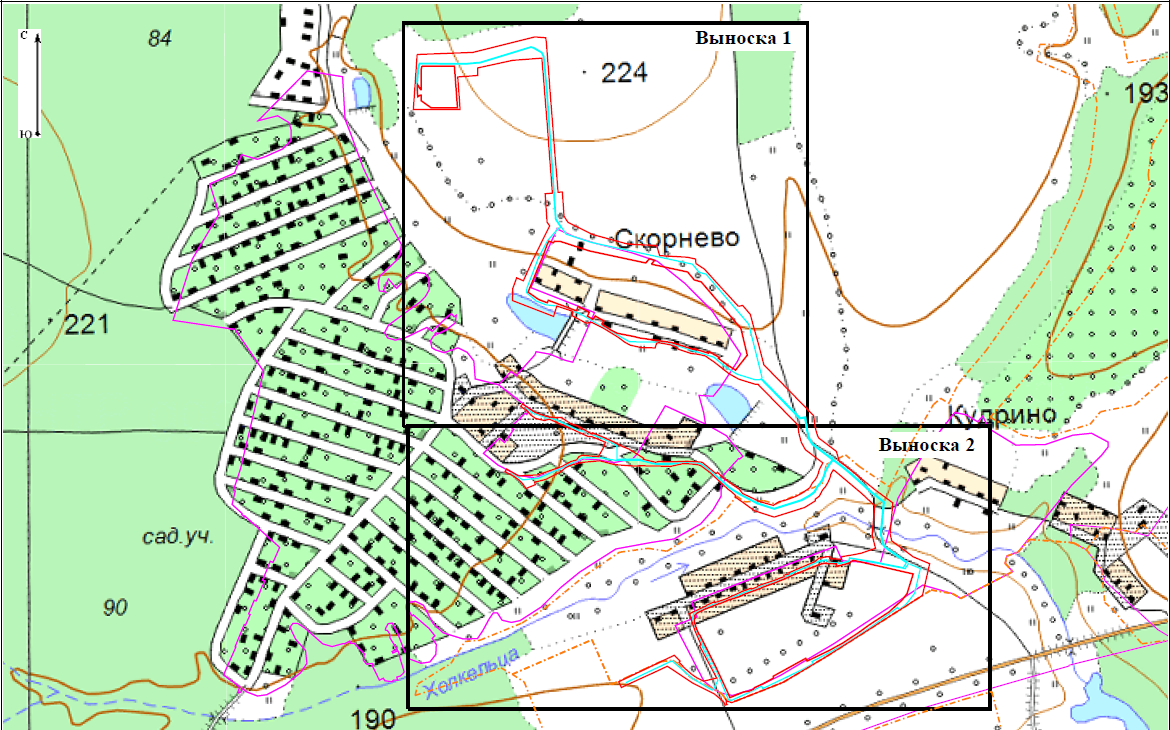 С
Выноска 1
84
224
193
Ю
Скорнево
221
Кудрино
Выноска 2
сад.уч.
90
Холкельца
190